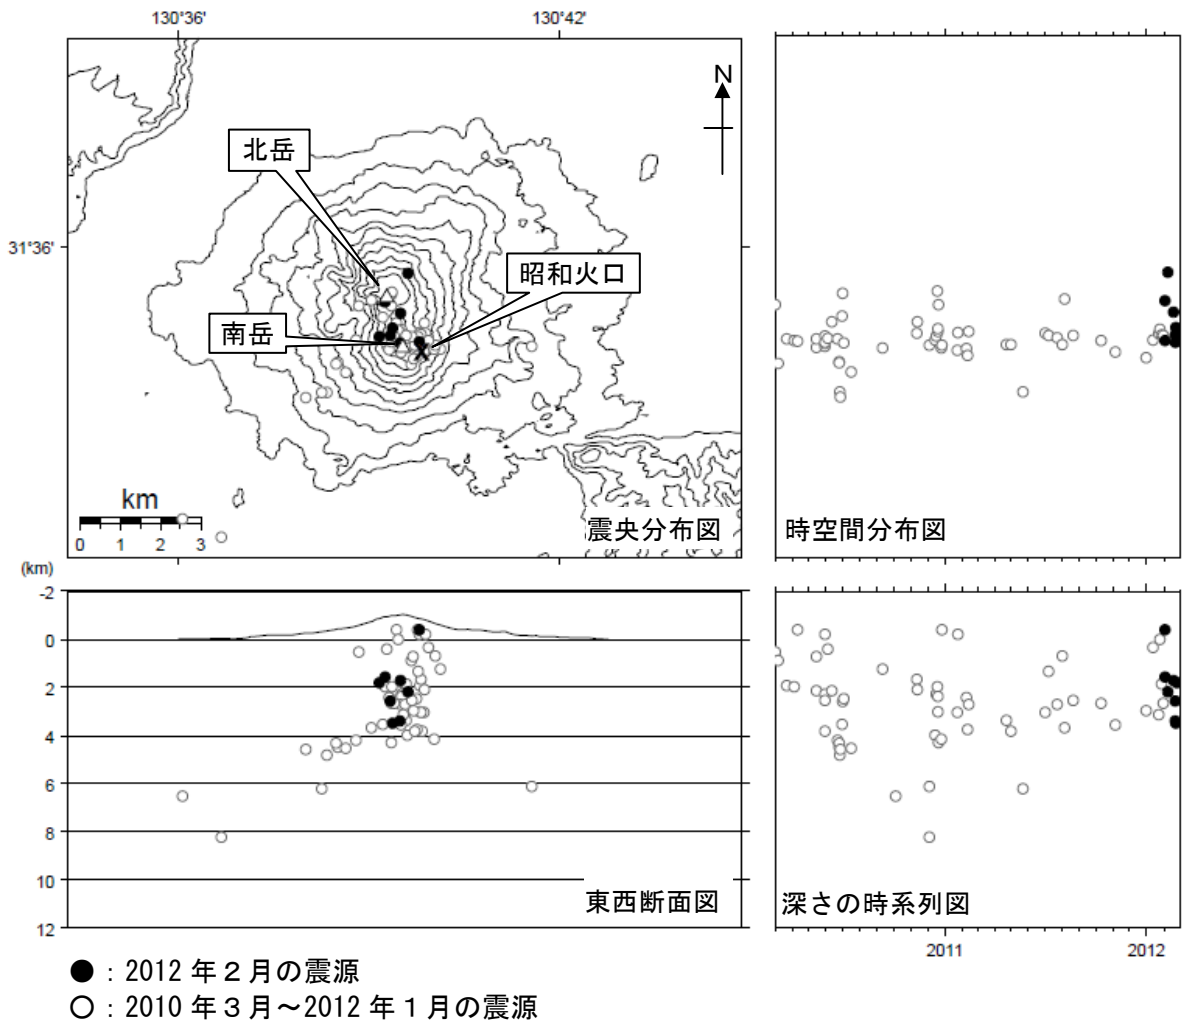 130°36′ 130°42′
N
北岳
31°36′
昭和火口
南岳
km
0 1 2 3
震央分布図
時空間分布図
(km)
-2
0
2
4
6
8
10
12
東西断面図
深さの時系列図
2011 2012
●：2012 年２月の震源
○：2010 年３月～2012 年１月の震源